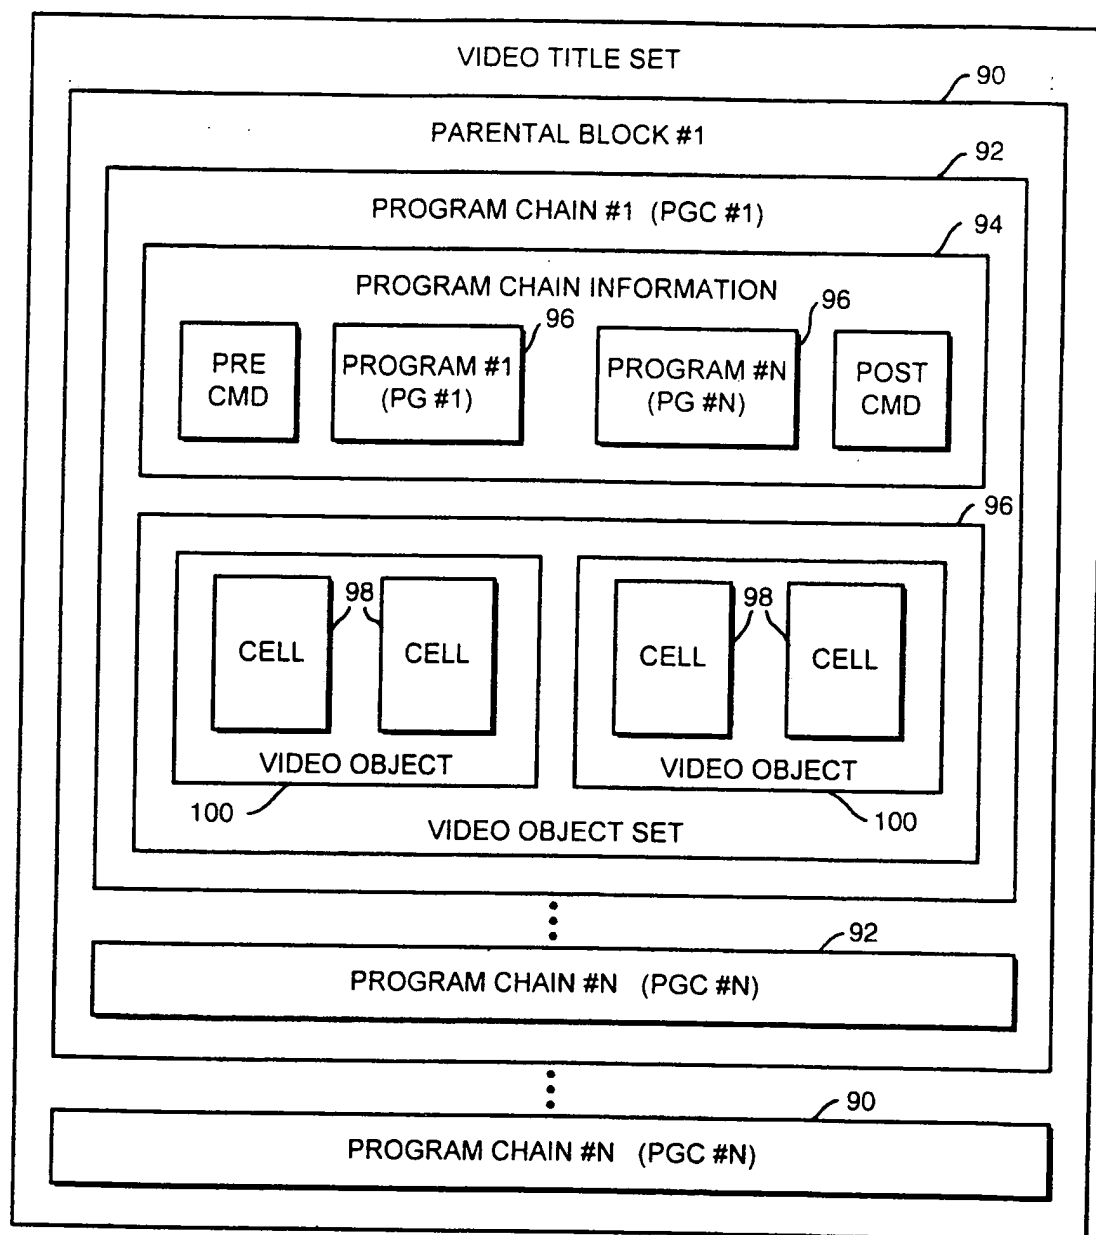 VIDEO TITLE SET
90
PARENTAL BLOCK #1
92
PROGRAM CHAIN #1 (PGC #1)
94
PROGRAM CHAIN INFORMATION
96
96
PRE
CMD
PROGRAM #1
(PG #1)
PROGRAM #N
(PG #N)
POST
CMD
96
98
98
CELL
CELL
CELL
CELL
VIDEO OBJECT
VIDEO OBJECT
100
100
VIDEO OBJECT SET
92
PROGRAM CHAIN #N (PGC #N)
90
PROGRAM CHAIN #N (PGC #N)